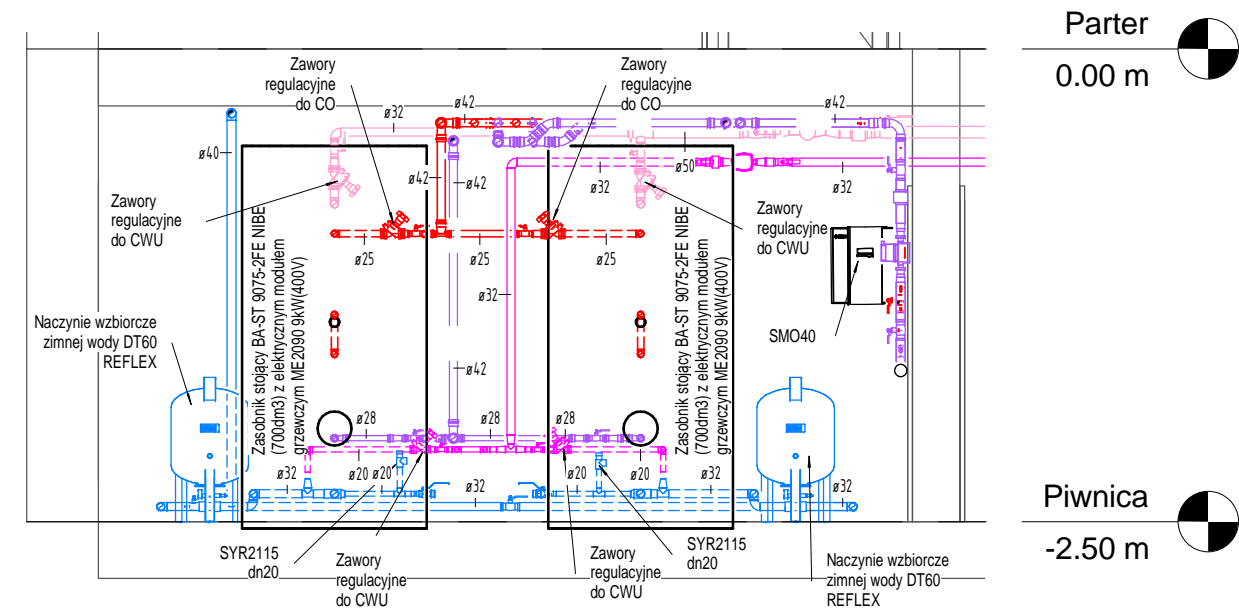 Parter
0.00 m
Zawory
regulacyjne
do CO
Zawory
regulacyjne
do CO
ø32
ø42
ø42
ø40
ø42
ø42
ø50
ø32
ø32
Zawory
regulacyjne
do CWU
Zawory
regulacyjne
do CWU
ø25
ø25
ø25
ø32
Zasobnik stojący BA-ST 9075-2FE NIBE
(700dm3) z elektrycznym modułem
grzewczym ME2090 9kW(400V)
Zasobnik stojący BA-ST 9075-2FE NIBE
(700dm3) z elektrycznym modułem
grzewczym ME2090 9kW(400V)
Naczynie wzbiorcze
zimnej wody DT60
REFLEX
SMO40
ø42
ø28
ø28
ø28
ø32
ø20
ø20
ø32
ø20
ø20
ø32
ø32
Piwnica
-2.50 m
SYR2115
dn20
Zawory
regulacyjne
do CWU
Zawory
regulacyjne
do CWU
SYR2115
dn20
Naczynie wzbiorcze
zimnej wody DT60
REFLEX